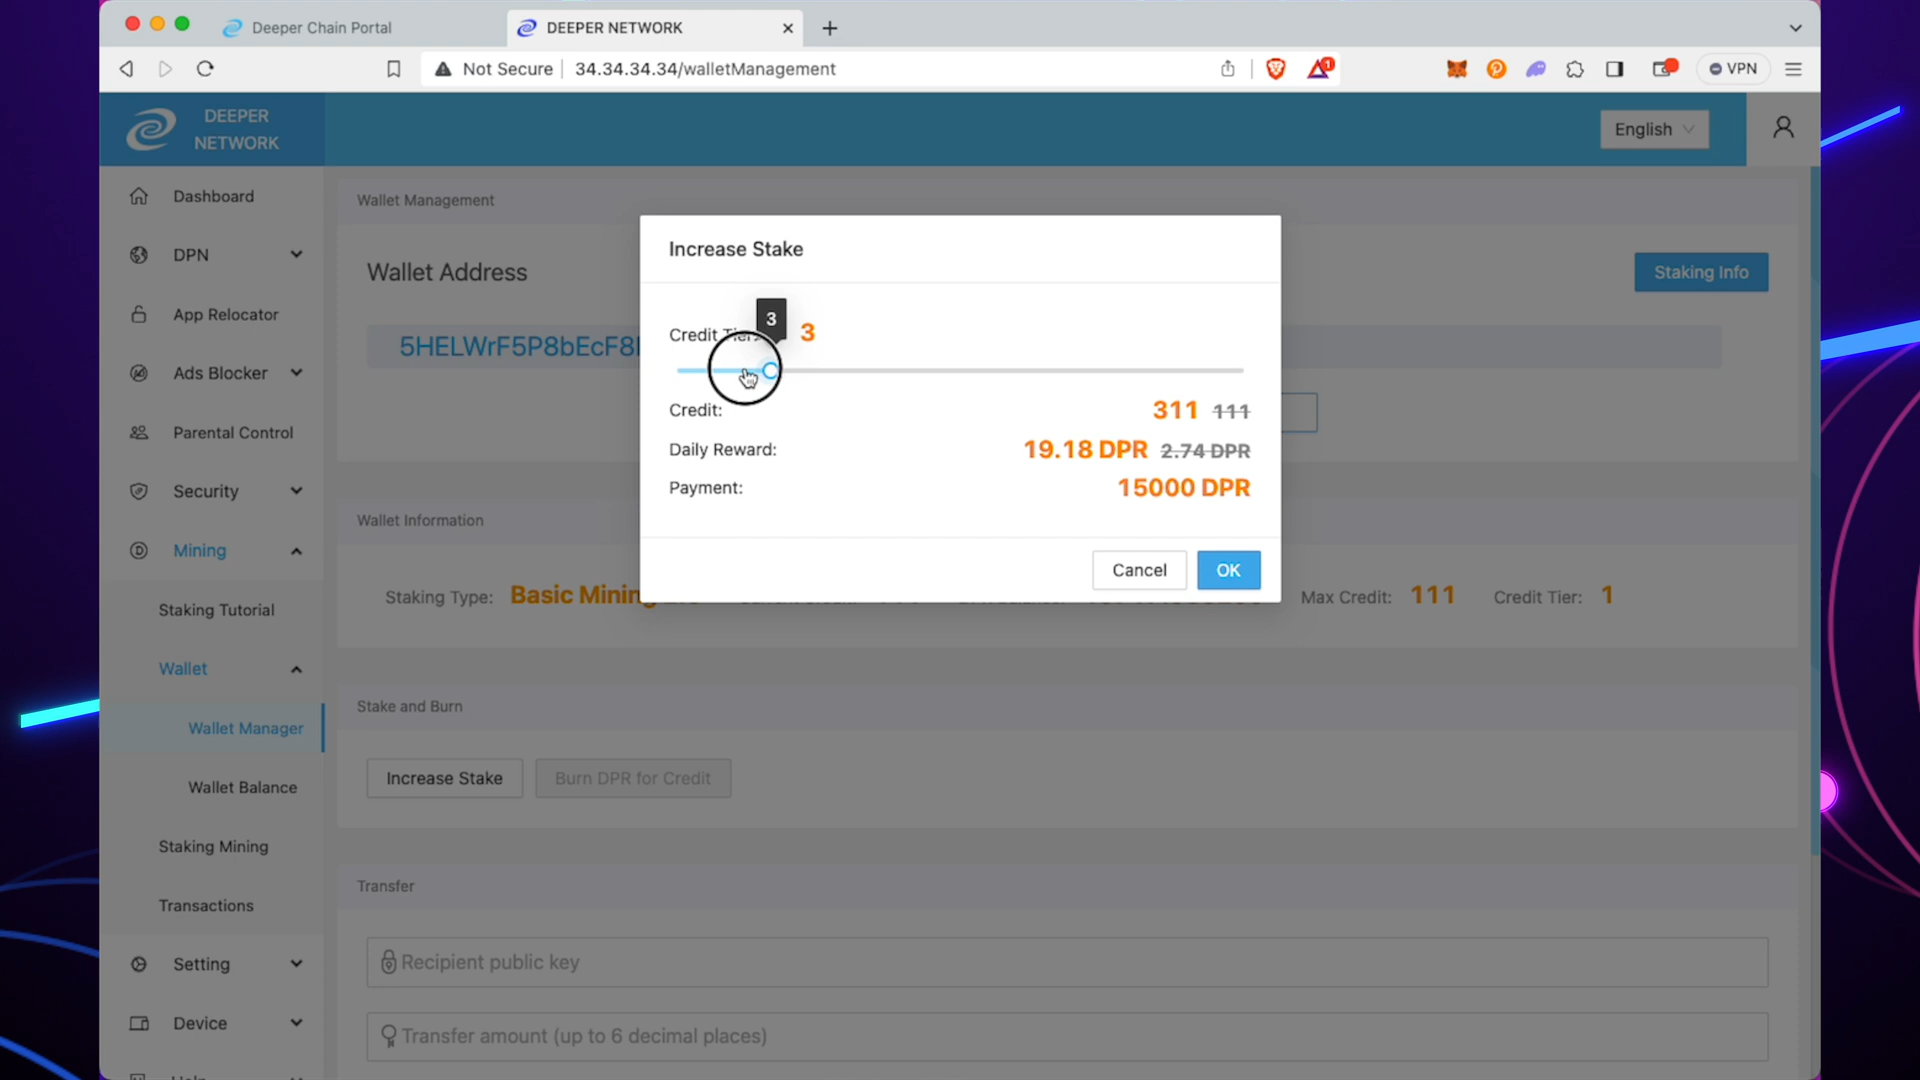 Deeper Chain Portal
DEEPER NETWORK
Not Secure
34.34.34.34/walletManagement
1
VPN
DEEPER
NETWORK
English
Dashboard
DPN
App Relocator
Ads Blocker
Parental Control
Security
Mining
Staking Tutorial
Wallet
Wallet Manager
Wallet Balance
Staking Mining
Transactions
Setting
Device
Wallet Management
Wallet Address
Staking Info
5HELWrF5P8bEcF8
Increase Stake
3
Credit Tier: 3
Credit: 311 111
Daily Reward: 19.18 DPR 2.74 DPR
Payment: 15000 DPR
Cancel
OK
Wallet Information
Staking Type: Basic Mining
Max Credit: 111
Credit Tier: 1
Stake and Burn
Increase Stake
Burn DPR for Credit
Transfer
Recipient public key
Transfer amount (up to 6 decimal places)